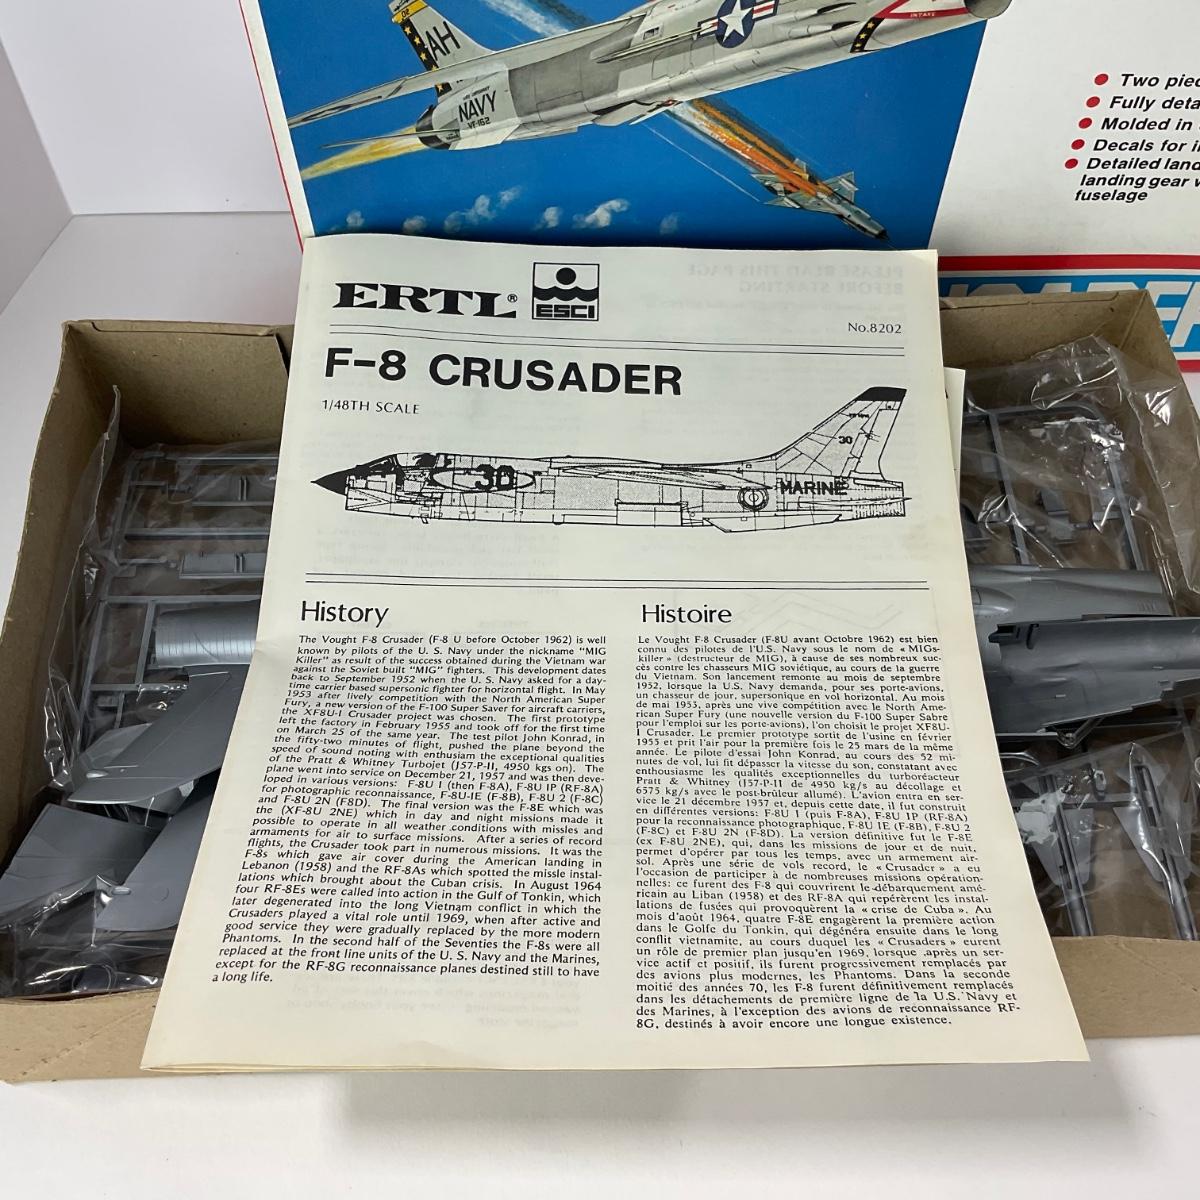 02
AH
NAVY
VF-162
INTAKE
Two piec
Fully deta
Molded in
Decals for i
Detailed land
landing gear w
fuselage
ERTL® ESCI
No.8202
F-8 CRUSADER
1/48TH SCALE
30
30
MARINE
History
The Vought F-8 Crusader (F-8 U before October 1962) is well
known by pilots of the U. S. Navy under the nickname "MIG
Killer" as result of the success obtained during the Vietnam war
against the Soviet built "MIG" fighters. This development dates
back to September 1952 when the U. S. Navy asked for a day-
time carrier based supersonic fighter for horizontal flight. In May
1953 after lively competition with the North American Super
Fury, a new version of the F-100 Super Saver for aircraft carriers,
the XF8U I Crusader project was chosen. The first prototype
left the factory in February 1955 and took off for the first time
on March 25 of the same year. The test pilot John Konrad, in
the fifty-two minutes of flight, pushed the plane beyond the
speed of sound noting with enthusiasm the exceptional qualities
of the Pratt & Whitney Turbojet (J57-P-II, 4950 kgs on). The
plane went into service on December 21, 1957 and was then deve-
loped in various versions: F-8U I (then F-8A), F-8U IP (RF-8A)
for photographic reconnaissance, F-8U-IE (F-8B), F-8U 2 (F-8C)
and F-8U 2N (F8D). The final version was the F-8E which was
the (XF-8U 2NE) which in day and night missions made it
possible to operate in all weather conditions with missles and
armaments for air to surface missions. After a series of record
flights, the Crusader took part in numerous missions. It was the
F-8s which gave air cover during the American landing in
Lebanon (1958) and the RF-8As which spotted the missle instal-
lations which brought about the Cuban crisis. In August 1964
four RF-8Es were called into action in the Gulf of Tonkin, which
later degenerated into the long Vietnam conflict in which the
Crusaders played a vital role until 1969, when after active and
good service they were gradually replaced by the more modern
Phantoms. In the second half of the Seventies the F-8s were all
replaced at the front line units of the U. S. Navy and the Marines,
except for the RF-8G reconnaissance planes destined still to have
a long life.
Histoire
Le Vought F-8 Crusader (F-8U avant Octobre 1962) est bien
connu des pilotes de l'U.S. Navy sous le nom de « MIGs-
killer » (destructeur de MIG), à cause de ses nombreux suc-
cès contre les chasseurs MIG soviétique, au cours de la guerre
du Vietnam. Son lancement remonte au mois de septembre
1952, lorsque la U.S. Navy demanda, pour ses porte-avions,
un chasseur de jour, supersonique en vol horizontal. Au mois
de mai 1953, après une vive compétition avec le North Ame-
rican Super Fury (une nouvelle version du F-100 Super Sabre
pour l'emploi sur les porte-avions), l'on choisit le projet XF8U-
I Crusader. Le premier prototype sortit de l'usine en février
1955 et prit l'air pour la première fois le 25 mars de la même
année. Le pilote d'essai John Konrad, au cours des 52 mi-
nutes de vol, lui fit dépasser la vitesse du son, constatant avec
enthousiasme les qualités exceptionnelles du turboréacteur
Pratt & Whitney (J57-P-II de 4950 kg/s au décollage et
6575 kg/s avec le post-brûleur allumé). L'avion entra en ser-
vice le 21 décembre 1957 et, depuis cette date, il fut construit
en différentes versions: F-8U I (puis F-8A), F-8U IP (RF-8A)
pour la reconnaissance photographique, F-8U IE (F-8B), F-8U 2
(F-8C) et F-8U 2N (F-8D). La version définitive fut le F-8E
(ex F-8U 2NE), qui, dans les missions de jour et de nuit,
permet d'opérer par tous les temps, avec un armement air-
sol. Après une série de vols record, le « Crusader » a eu
l'occasion de participer à de nombreuses missions opération-
nelles: ce furent des F-8 qui couvrirent le débarquement amé-
ricain au Liban (1958) et des RF-8A qui repérèrent les instal-
lations de fusées qui provoquèrent la « crise de Cuba ». Au
mois d'août 1964, quatre F-8E engagèrent la première action
dans le Golfe du Tonkin, qui dégénéra ensuite dans le long
conflit vietnamite, au cours duquel les « Crusaders » eurent
un rôle de premier plan jusqu'en 1969, lorsque après un ser-
vice actif et positif, ils furent progressivement remplacés par
des avions plus modernes, les Phantoms. Dans la seconde
moitié des années 70, les F-8 furent définitivement remplacés
dans les détachements de première ligne de la U.S. Navy et
des Marines, à l'exception des avions de reconnaissance RF-
8G, destinés à avoir encore une longue existence.